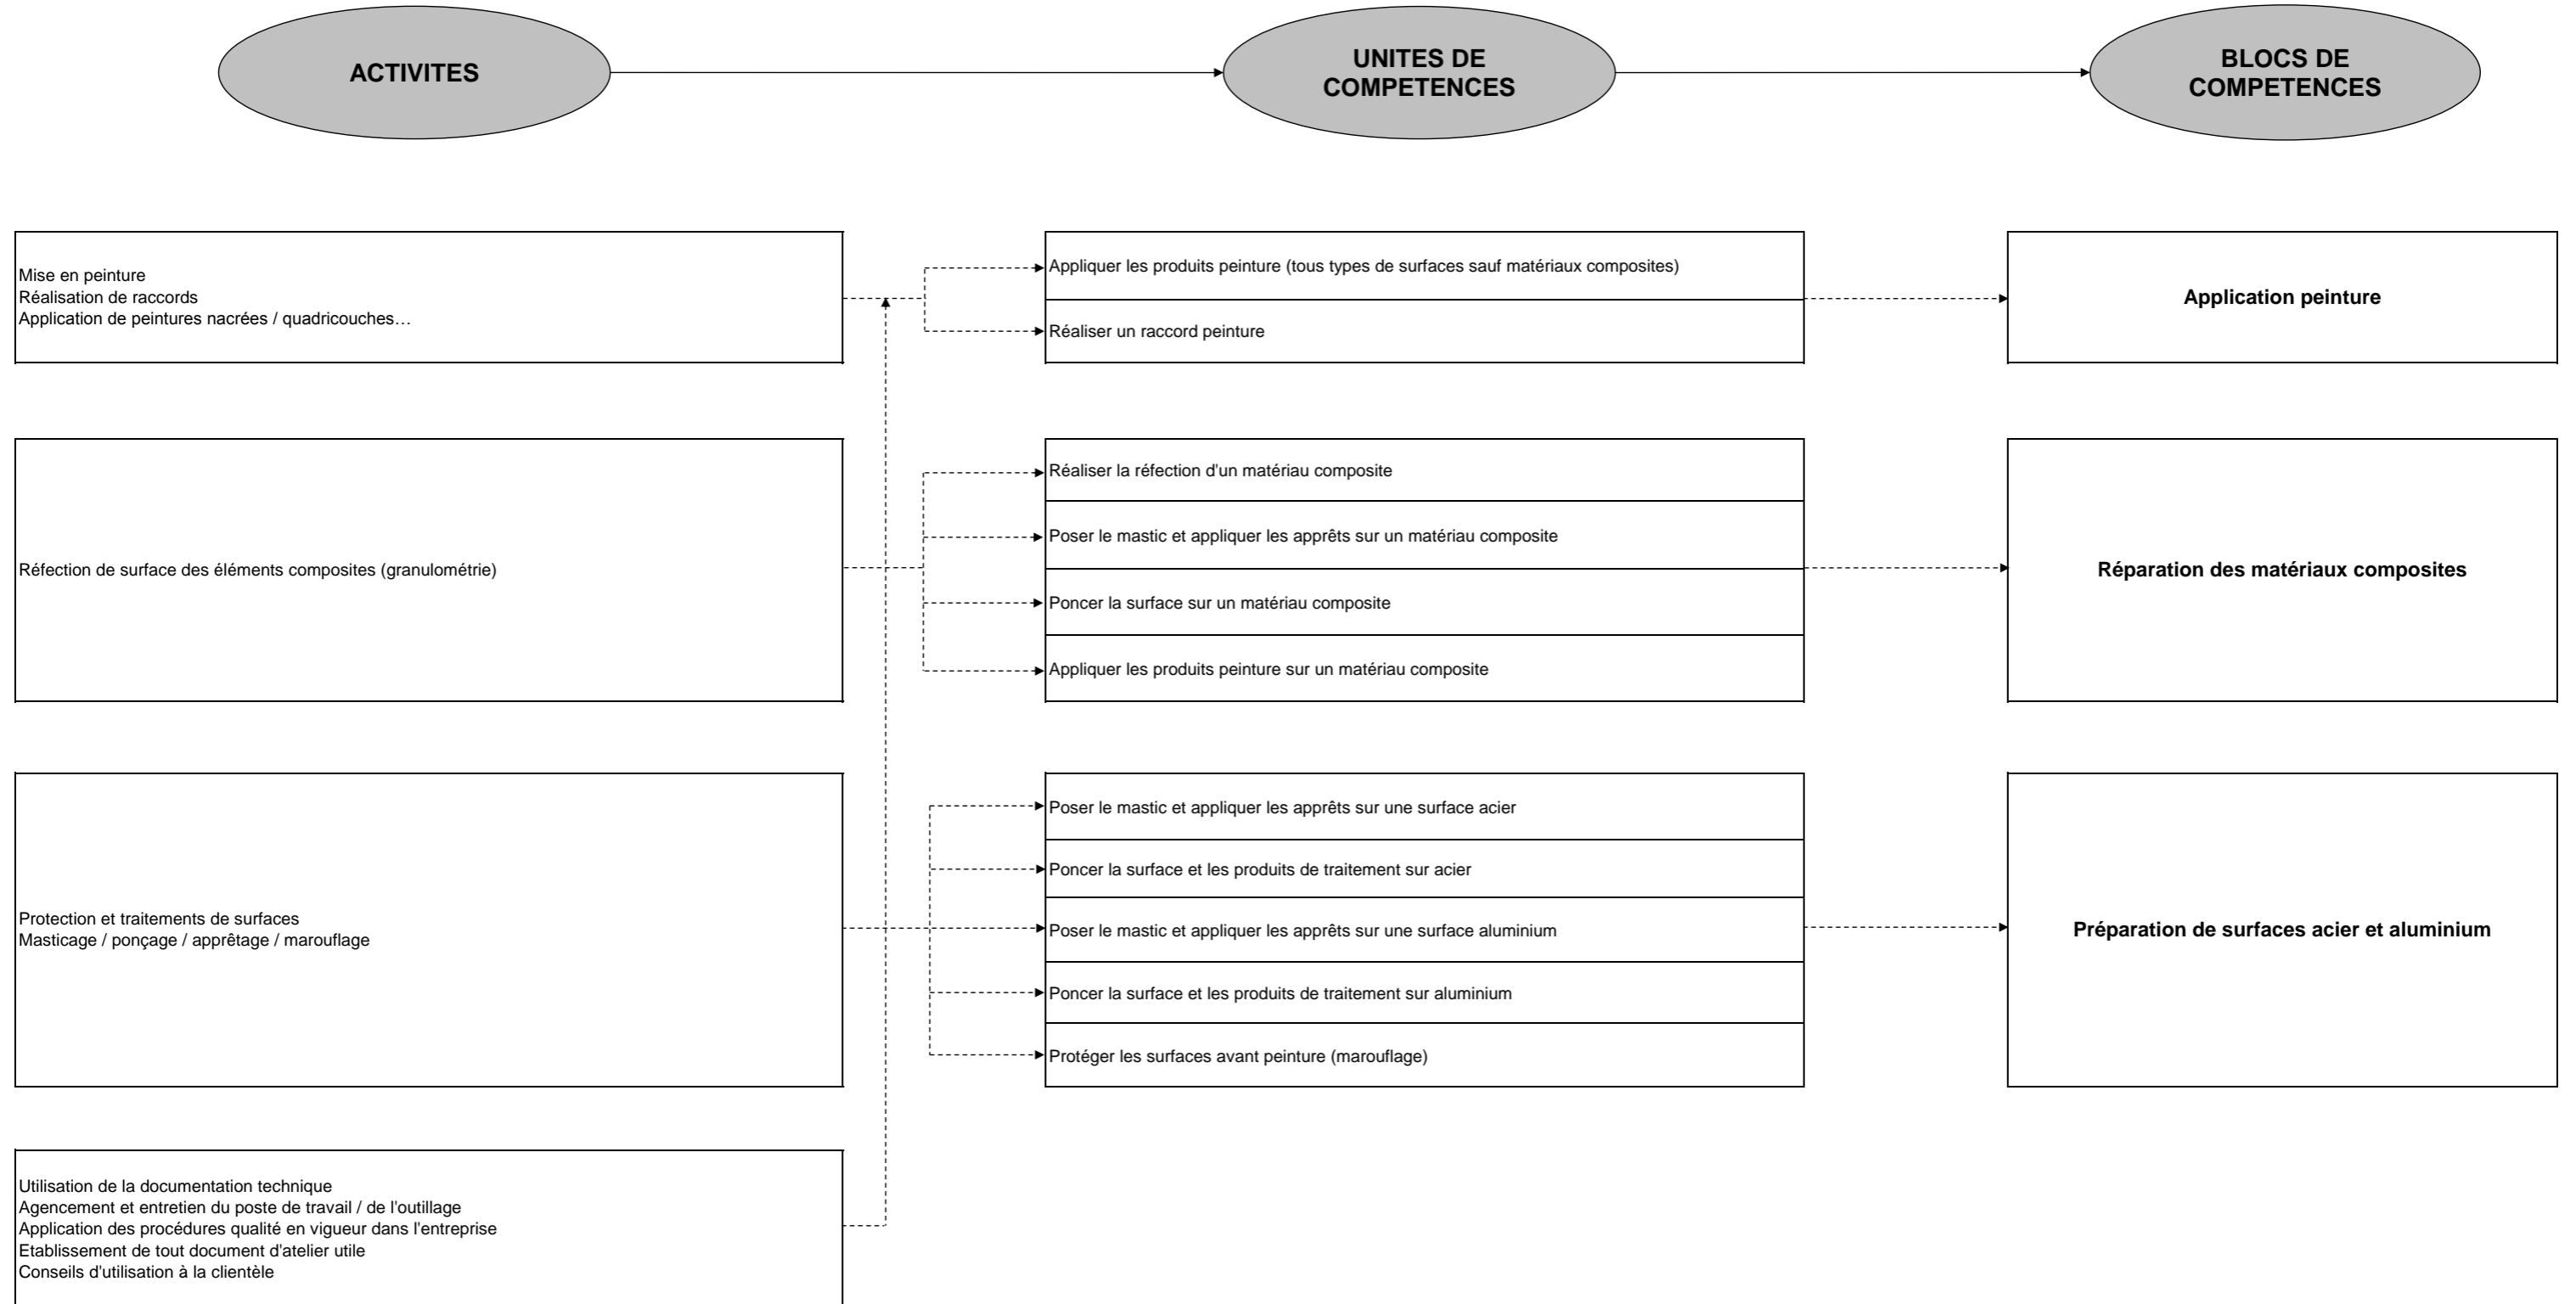 ACTIVITES
UNITES DE
COMPETENCES
BLOCS DE
COMPETENCES
Mise en peinture
Réalisation de raccords
Application de peintures nacrées / quadricouches…
Appliquer les produits peinture (tous types de surfaces sauf matériaux composites)
Réaliser un raccord peinture
Application peinture
Réfection de surface des éléments composites (granulométrie)
Réaliser la réfection d'un matériau composite
Poser le mastic et appliquer les apprêts sur un matériau composite
Poncer la surface sur un matériau composite
Appliquer les produits peinture sur un matériau composite
Réparation des matériaux composites
Protection et traitements de surfaces
Masticage / ponçage / apprêtage / marouflage
Poser le mastic et appliquer les apprêts sur une surface acier
Poncer la surface et les produits de traitement sur acier
Poser le mastic et appliquer les apprêts sur une surface aluminium
Poncer la surface et les produits de traitement sur aluminium
Protéger les surfaces avant peinture (marouflage)
Préparation de surfaces acier et aluminium
Utilisation de la documentation technique
Agencement et entretien du poste de travail / de l'outillage
Application des procédures qualité en vigueur dans l'entreprise
Etablissement de tout document d'atelier utile
Conseils d'utilisation à la clientèle